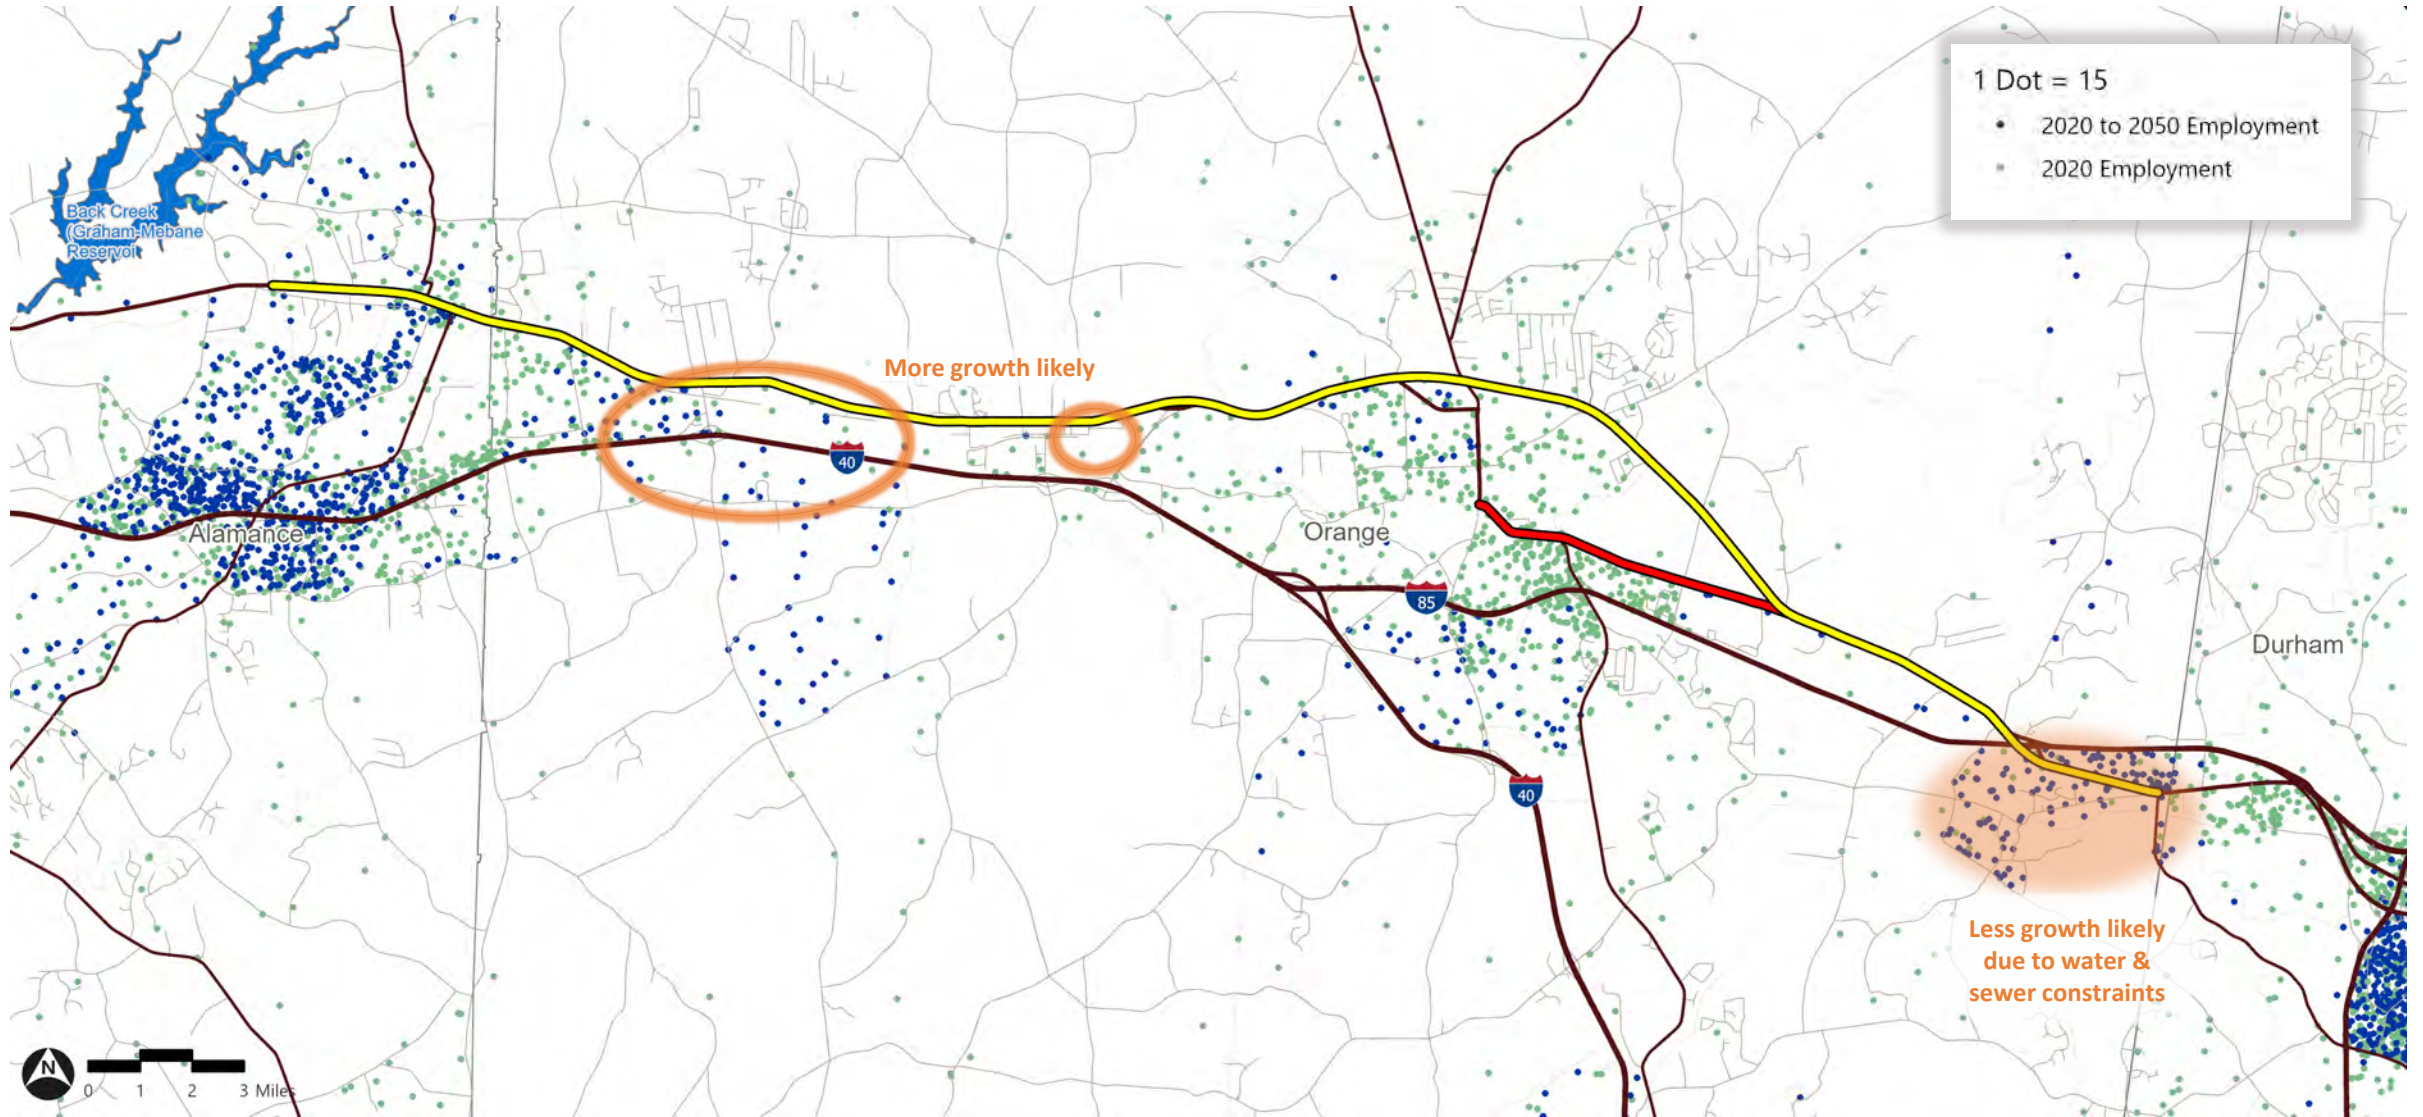 1 Dot = 15
2020 to 2050 Employment
2020 Employment
Back Creek
(Graham-Mebane
Reservoir
More growth likely
40
Alamance
Orange
85
Durham
40
Less growth likely
due to water &
sewer constraints
N
0 1 2 3 Miles